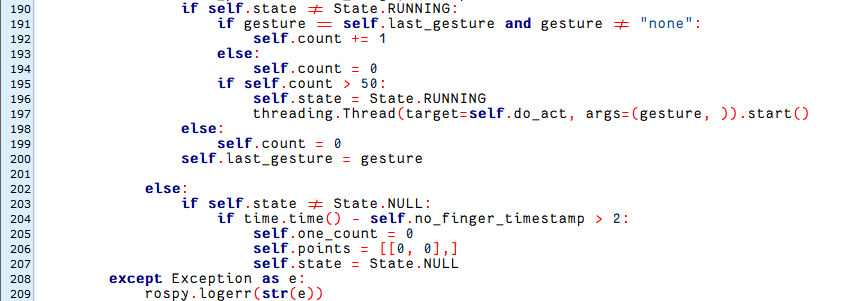 190 if self.state ≠ State.RUNNING:
191 if gesture == self.last_gesture and gesture ≠ "none":
192 self.count += 1
193 else:
194 self.count = 0
195 if self.count > 50:
196 self.state = State.RUNNING
197 threading.Thread(target=self.do_act, args=(gesture, )).start()
198 else:
199 self.count = 0
200 self.last_gesture = gesture
201
202 else:
203 if self.state ≠ State.NULL:
204 if time.time() - self.no_finger_timestamp > 2:
205 self.one_count = 0
206 self.points = [[0, 0],]
207 self.state = State.NULL
208 except Exception as e:
209 rospy.logerr(str(e))